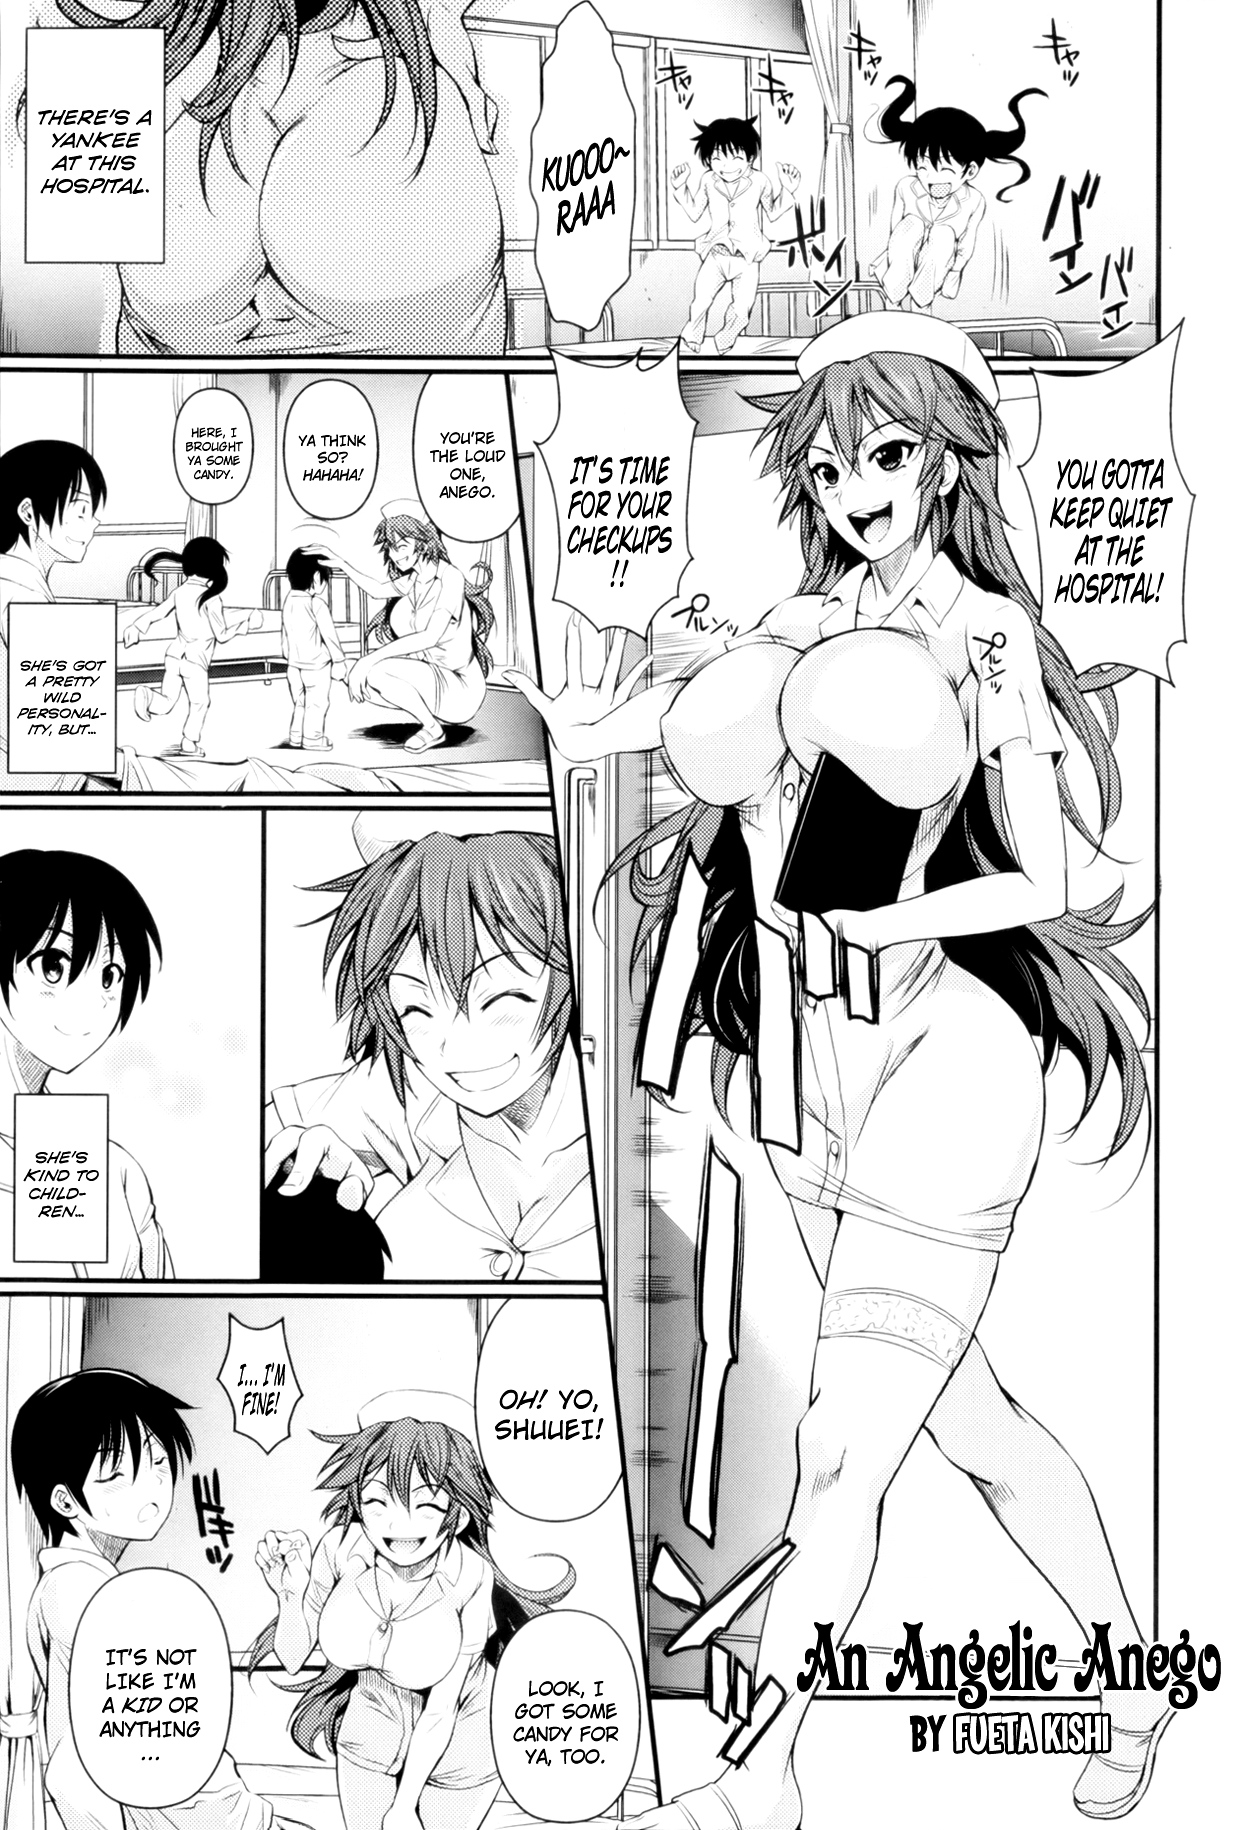 THERE'S A
YANKEE
AT THIS
HOSPITAL.
KUOOO~
RAAA
キャッ
キャッ
キャッ
キャッ
ボイン
バイン
バイン
YOU GOTTA
KEEP QUIET
AT THE
HOSPITAL!
IT'S TIME
FOR YOUR
CHECKUPS
!!
プルンッ
プルンッ
YOU'RE
THE LOUD
ONE,
ANEGO.
YA THINK
SO?
HAHAHA!
HERE, I
BROUGHT
YA SOME
CANDY.
SHE'S GOT
A PRETTY
WILD
PERSONAL-
ITY, BUT...
SHE'S
KIND TO
CHILD-
REN...
OH! YO,
SHUUEI!
I... I'M
FINE!
ドキン
ドキン
LOOK, I
GOT SOME
CANDY FOR
YA, TOO.
IT'S NOT
LIKE I'M
A KID OR
ANYTHING
...
An Angelic Anego
BY FUETA KISHI